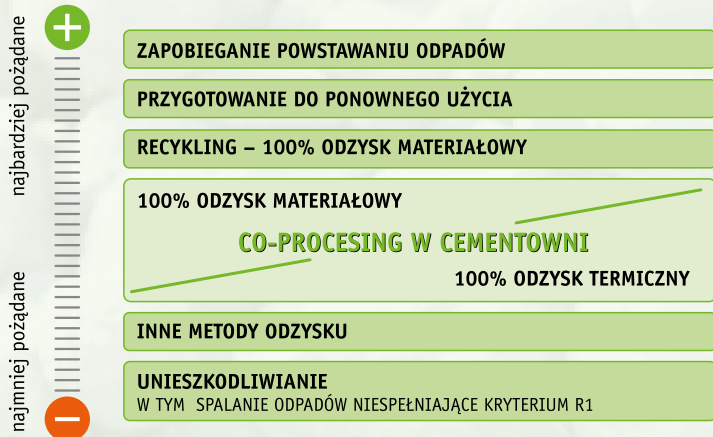 najbardziej pożądane
+
ZAPOBIEGANIE POWSTAWANIU ODPADÓW
PRZYGOTOWANIE DO PONOWNEGO UŻYCIA
RECYKLING – 100% ODZYSK MATERIAŁOWY
100% ODZYSK MATERIAŁOWY
CO-PROCESING W CEMENTOWNI
100% ODZYSK TERMICZNY
najmniej pożądane
–
INNE METODY ODZYSKU
UNIESZKODLIWIANIE
W TYM SPALANIE ODPADÓW NIESPEŁNIAJĄCE KRYTERIUM R1